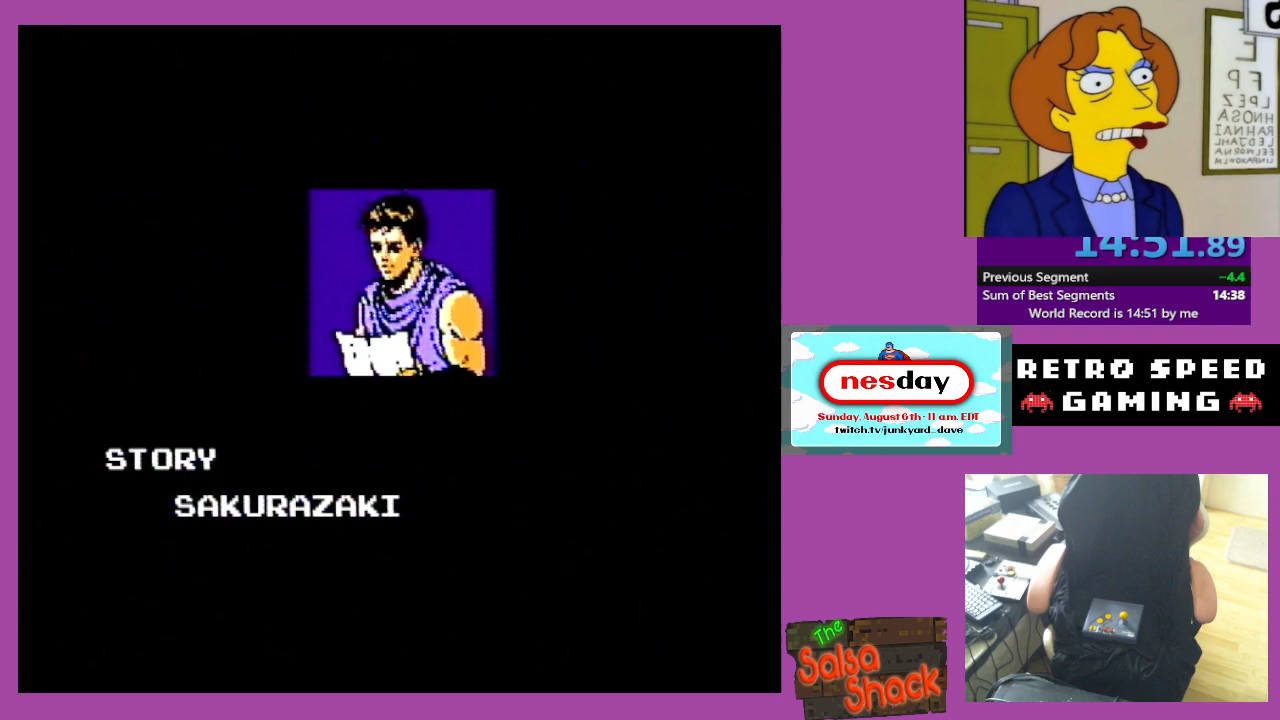 STORY
SAKURAZAKI
14:51.89
Previous Segment -4.4
Sum of Best Segments 14:38
World Record is 14:51 by me
nesday
Sunday, August 6th - 11 a.m. EDT
twitch.tv/junkyard_dave
RETRO SPEED
GAMING
The
Salsa
Shack